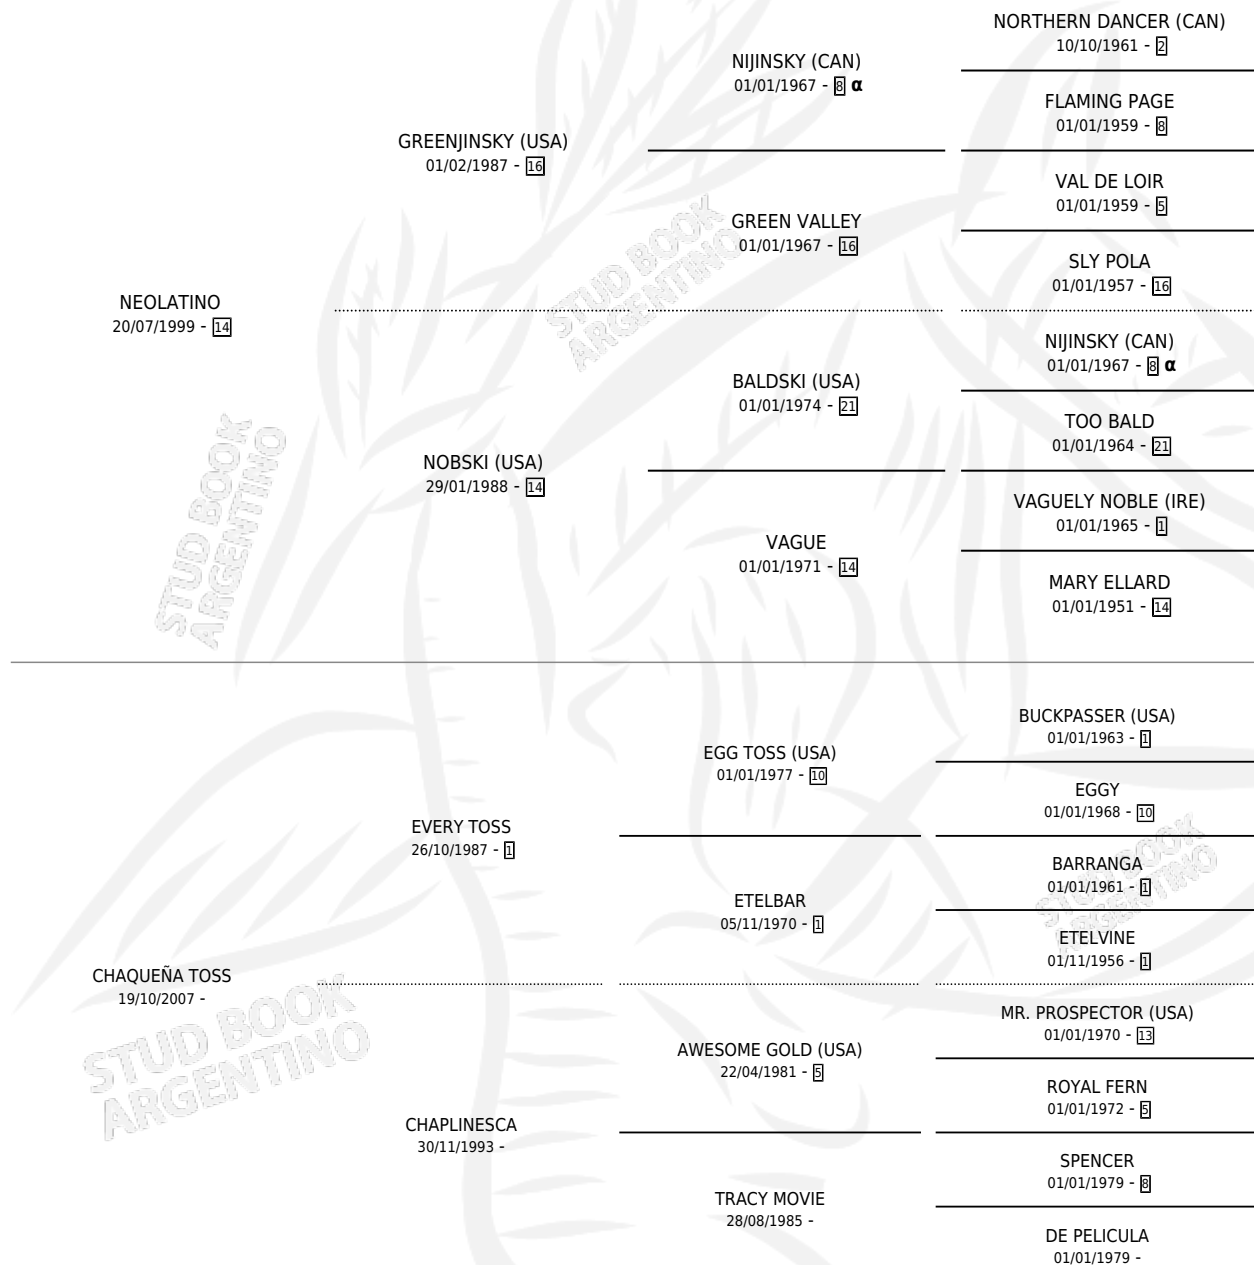 NORTHERN DANCER (CAN)
10/10/1961 - 2
NIJINSKY (CAN)
01/01/1967 - 8 α
FLAMING PAGE
01/01/1959 - 8
GREENJINSKY (USA)
01/02/1987 - 16
VAL DE LOIR
01/01/1959 - 5
GREEN VALLEY
01/01/1967 - 16
SLY POLA
01/01/1957 - 16
NEOLATINO
20/07/1999 - 14
NIJINSKY (CAN)
01/01/1967 - 8 α
BALDSKI (USA)
01/01/1974 - 21
TOO BALD
01/01/1964 - 21
NOBSKI (USA)
29/01/1988 - 14
VAGUELY NOBLE (IRE)
01/01/1965 - 1
VAGUE
01/01/1971 - 14
MARY ELLARD
01/01/1951 - 14
STUD BOOK
ARGENTINO
STUD BOOK
ARGENTINO
BUCKPASSER (USA)
01/01/1963 - 1
EGG TOSS (USA)
01/01/1977 - 10
EGGY
01/01/1968 - 10
EVERY TOSS
26/10/1987 - 1
BARRANGA
01/01/1961 - 1
ETELBAR
05/11/1970 - 1
ETELVINE
01/11/1956 - 1
CHAQUEÑA TOSS
19/10/2007 -
MR. PROSPECTOR (USA)
01/01/1970 - 13
AWESOME GOLD (USA)
22/04/1981 - 5
ROYAL FERN
01/01/1972 - 5
CHAPLINESCA
30/11/1993 -
SPENCER
01/01/1979 - 8
TRACY MOVIE
28/08/1985 -
DE PELICULA
01/01/1979 -
STUD BOOK
ARGENTINO
STUD BOOK
ARGENTINO